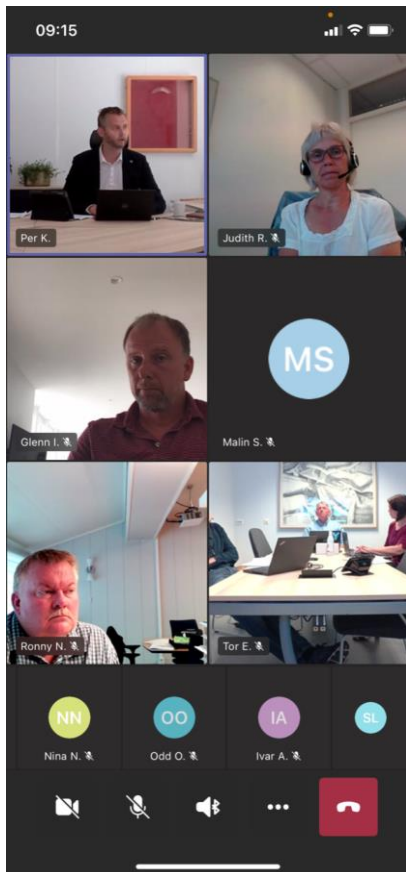 09:15
Per K.
Judith R.
Glenn I.
MS
Malin S.
Ronny N.
Tor E.
NN
OO
IA
SL
Nina N.
Odd O.
Ivar A.